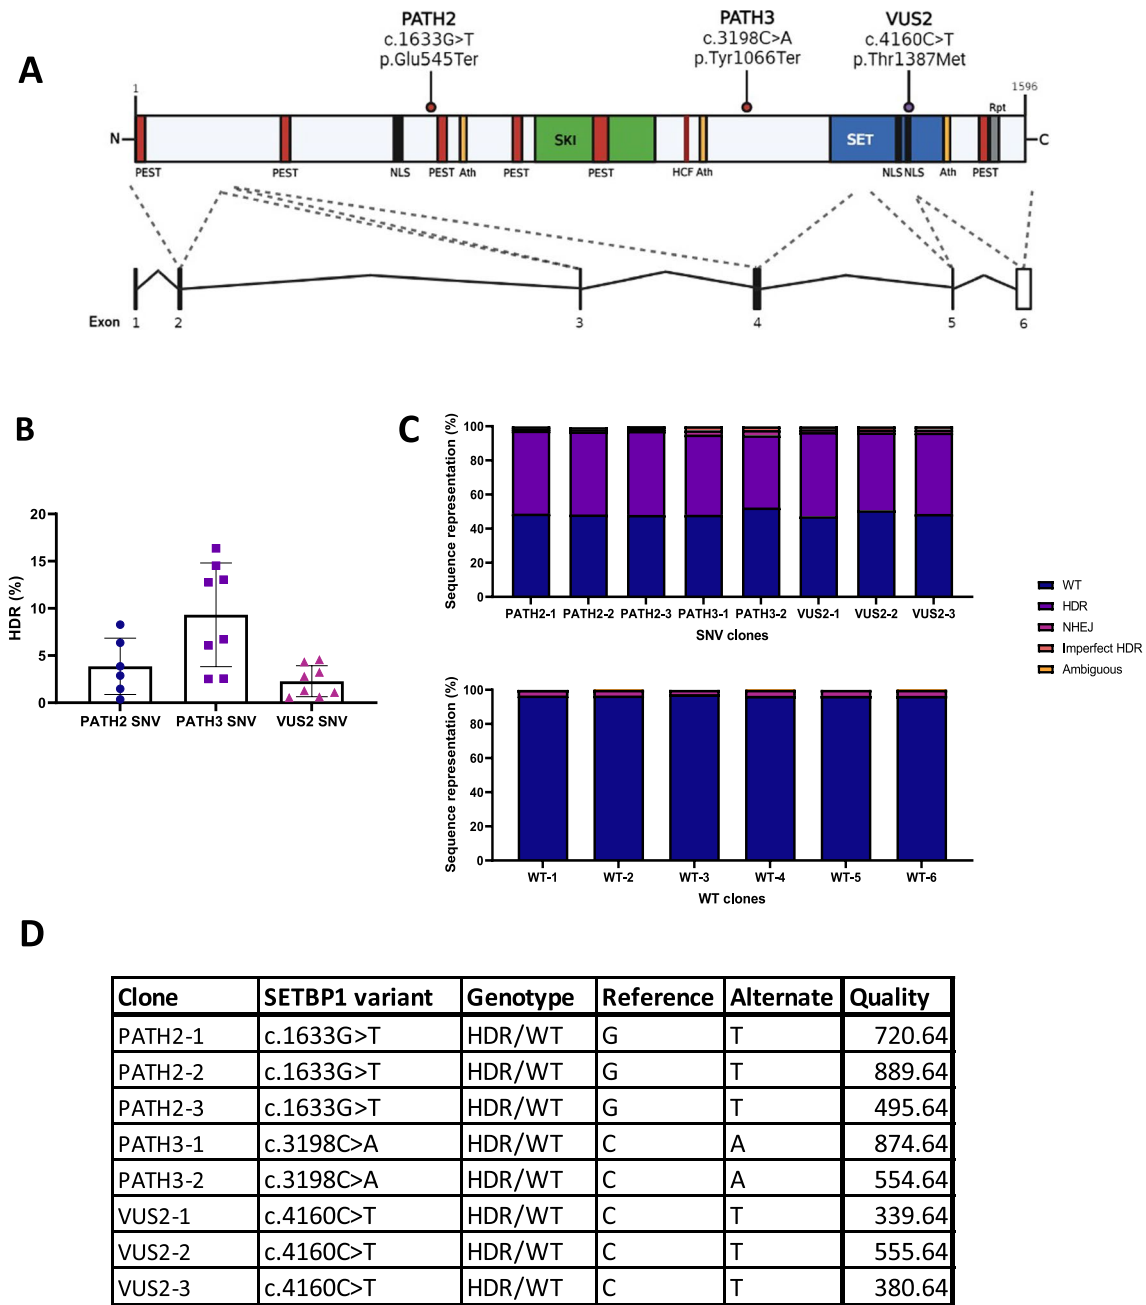 A
PATH2
c.1633G>T
p.Glu545Ter
PATH3
c.3198C>A
p.Tyr1066Ter
VUS2
c.4160C>T
p.Thr1387Met
1
1596
Rpt
N
SKI
SET
C
PEST
PEST
NLS
PEST
Ath
PEST
PEST
HCF
Ath
NLS
NLS
Ath
PEST
Exon
1
2
3
4
5
6
B
HDR (%)
20
15
10
5
0
PATH2 SNV
PATH3 SNV
VUS2 SNV
C
Sequence representation (%)
100
80
60
40
20
0
PATH2-1
PATH2-2
PATH2-3
PATH3-1
PATH3-2
VUS2-1
VUS2-2
VUS2-3
SNV clones
WT
HDR
NHEJ
Imperfect HDR
Ambiguous
Sequence representation (%)
100
80
60
40
20
0
WT-1
WT-2
WT-3
WT-4
WT-5
WT-6
WT clones
D
Clone SETBP1 variant Genotype Reference Alternate Quality
PATH2-1 c.1633G>T HDR/WT G T 720.64
PATH2-2 c.1633G>T HDR/WT G T 889.64
PATH2-3 c.1633G>T HDR/WT G T 495.64
PATH3-1 c.3198C>A HDR/WT C A 874.64
PATH3-2 c.3198C>A HDR/WT C A 554.64
VUS2-1 c.4160C>T HDR/WT C T 339.64
VUS2-2 c.4160C>T HDR/WT C T 555.64
VUS2-3 c.4160C>T HDR/WT C T 380.64